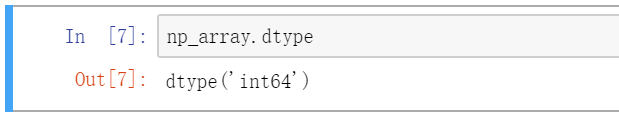 In [7]: np_array.dtype
Out[7]: dtype('int64')